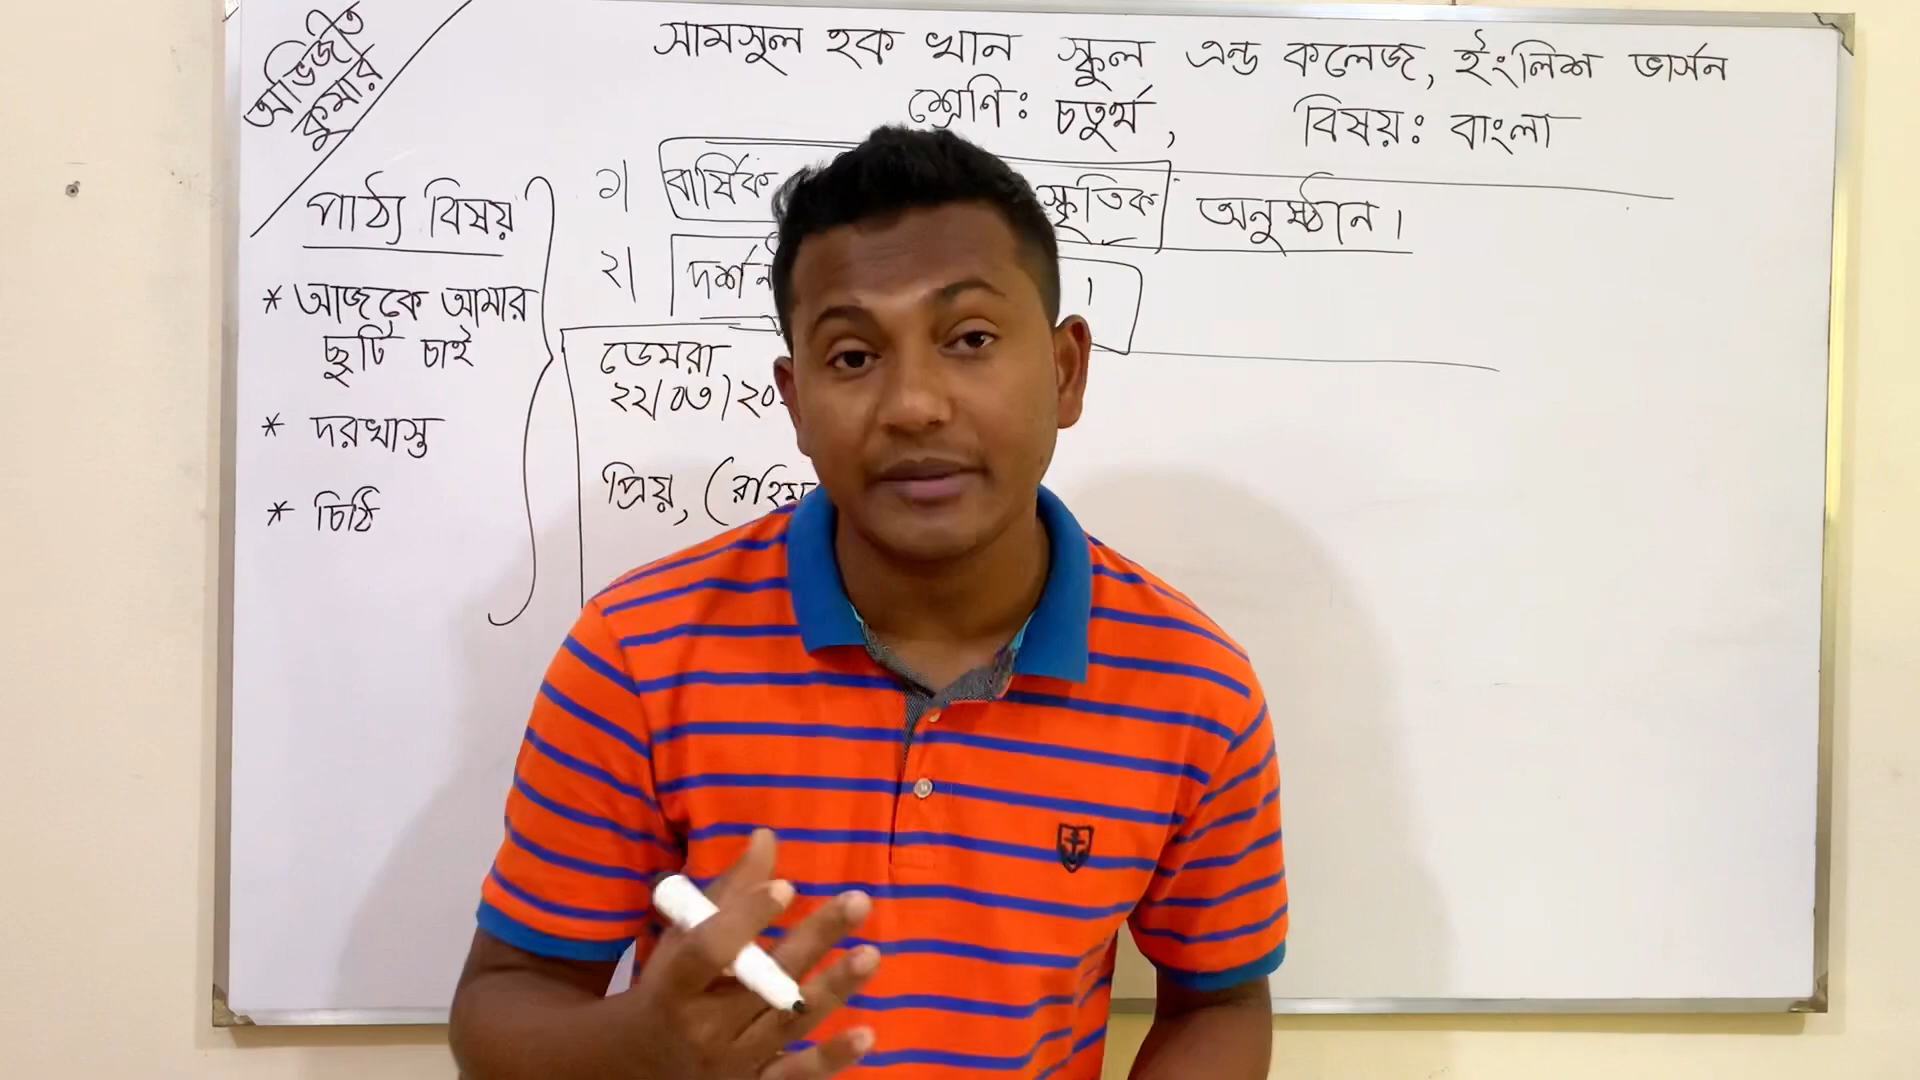 অভিজিত
কুমার
সামসুল হক খান স্কুল এন্ড কলেজ, ইংলিশ ভার্সন
শ্রেণিঃ চতুর্থ, বিষয়ঃ বাংলা
পাঠ্য বিষয়
* আজকে আমার
ছুটি চাই
* দরখাস্ত
* চিঠি
১। বার্ষিক স্কৃতিক অনুষ্ঠান।
২। দর্শন ।
ডেমরা
২২/০৩/২০
প্রিয়, (রহিম